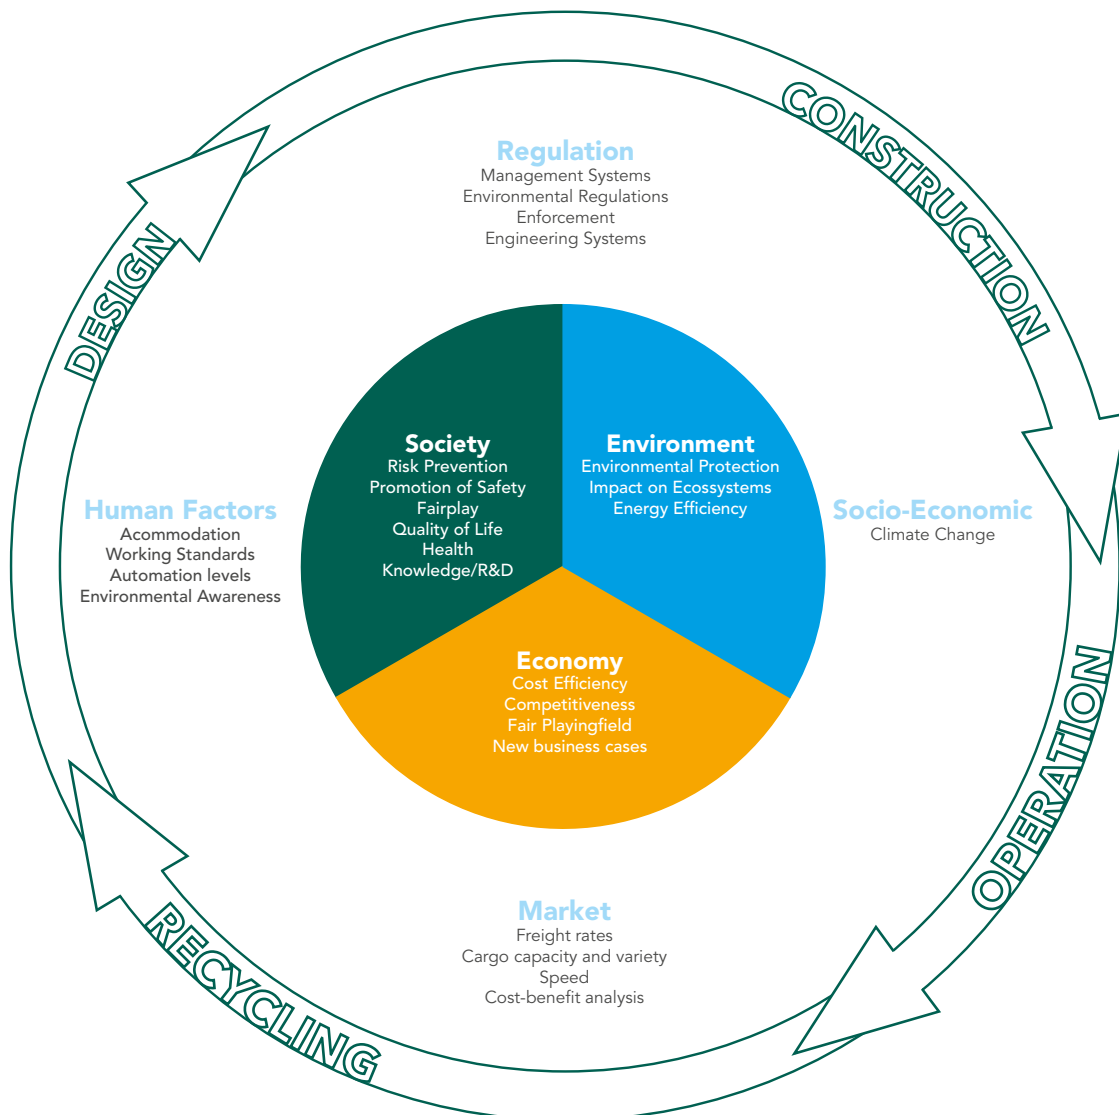 CONSTRUCTION
Regulation
Management Systems
Environmental Regulations
Enforcement
Engineering Systems
DESIGN
Society
Risk Prevention
Promotion of Safety
Fairplay
Quality of Life
Health
Knowledge/R&D
Environment
Environmental Protection
Impact on Ecossystems
Energy Efficiency
Human Factors
Acommodation
Working Standards
Automation levels
Environmental Awareness
Socio-Economic
Climate Change
Economy
Cost Efficiency
Competitiveness
Fair Playingfield
New business cases
OPERATION
Market
Freight rates
Cargo capacity and variety
Speed
Cost-benefit analysis
RECYCLING